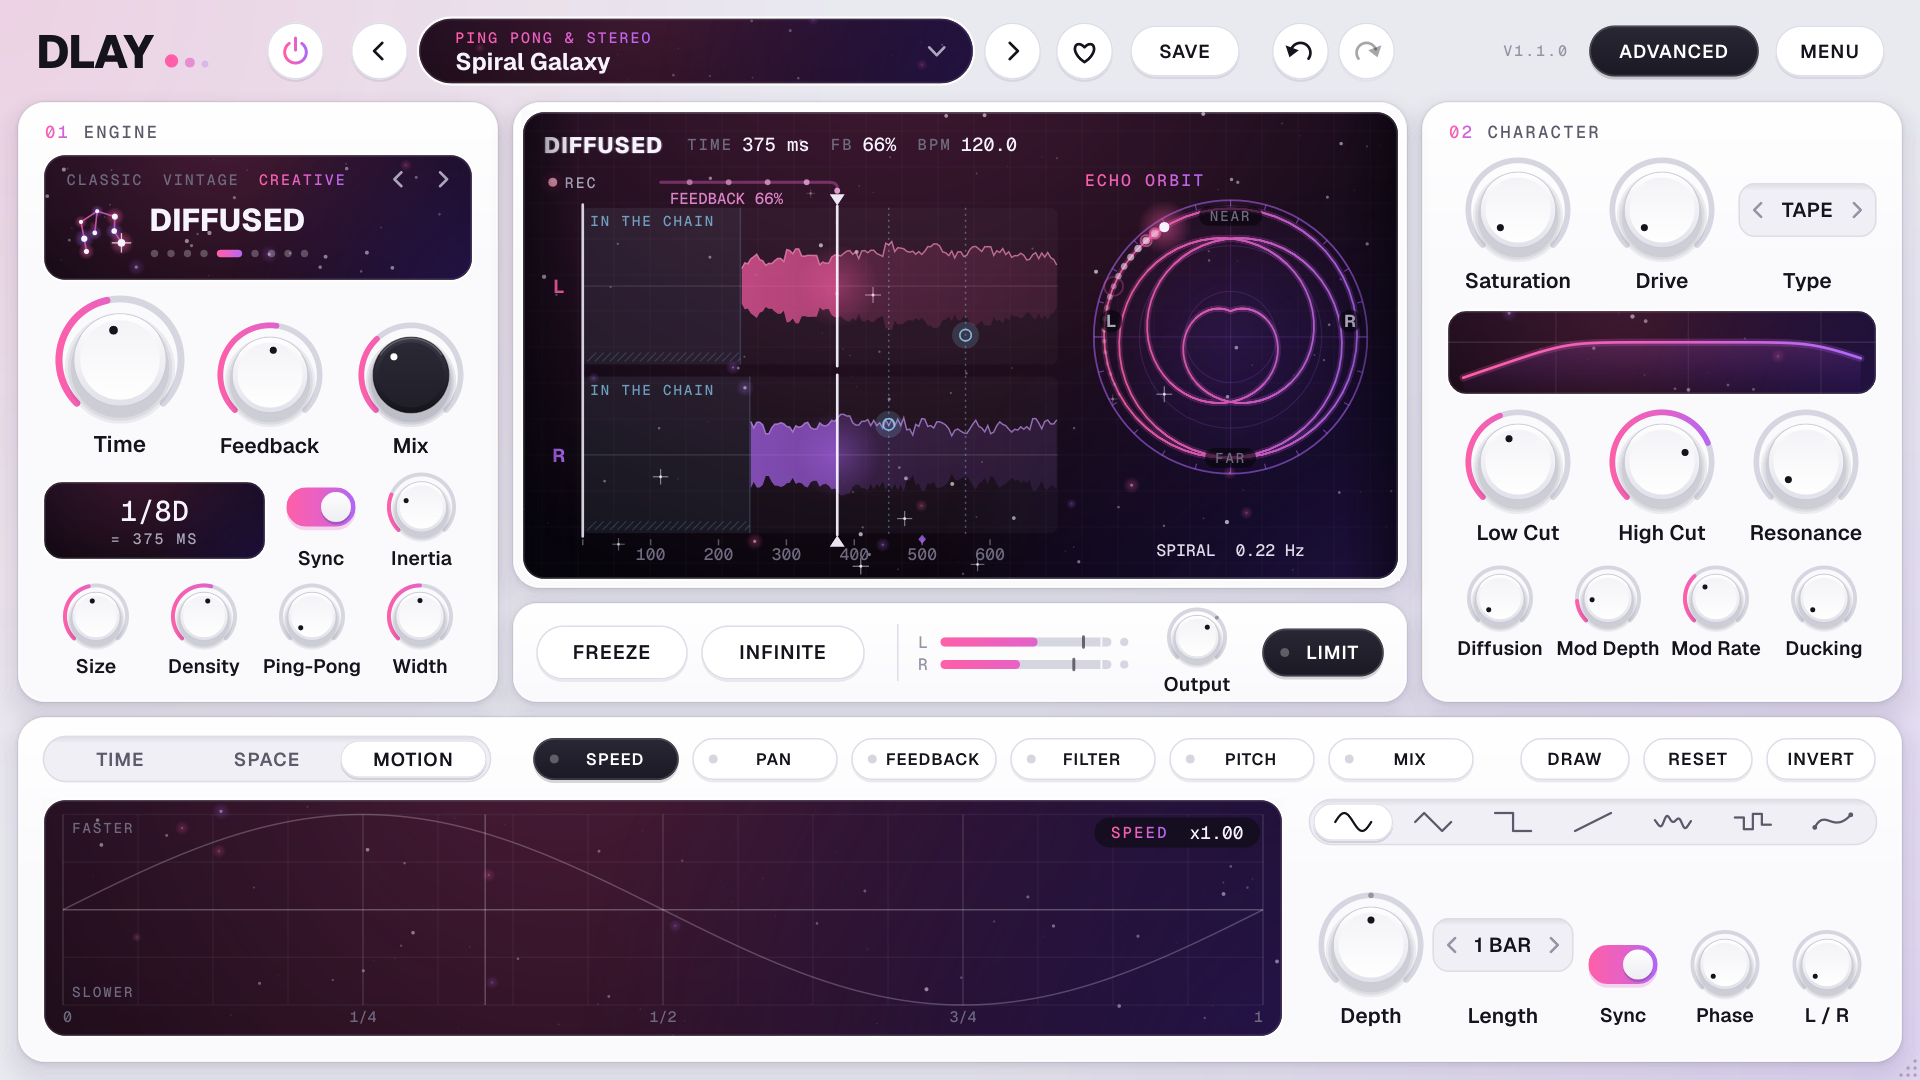 DLAY
PING PONG & STEREO
Spiral Galaxy
SAVE
V1.1.0
ADVANCED
MENU
01 ENGINE
CLASSIC VINTAGE CREATIVE
DIFFUSED
Time
Feedback
Mix
1/8D
= 375 MS
Sync
Inertia
Size
Density
Ping-Pong
Width
DIFFUSED TIME 375 ms FB 66% BPM 120.0
REC
FEEDBACK 66%
ECHO ORBIT
IN THE CHAIN
L
IN THE CHAIN
R
100 200 300 400 500 600
NEAR
L
R
FAR
SPIRAL 0.22 Hz
FREEZE
INFINITE
L
R
Output
LIMIT
02 CHARACTER
Saturation
Drive
TAPE
Type
Low Cut
High Cut
Resonance
Diffusion
Mod Depth
Mod Rate
Ducking
TIME
SPACE
MOTION
SPEED
PAN
FEEDBACK
FILTER
PITCH
MIX
DRAW
RESET
INVERT
FASTER
SPEED x1.00
SLOWER
0 1/4 1/2 3/4 1
Depth
1 BAR
Length
Sync
Phase
L / R